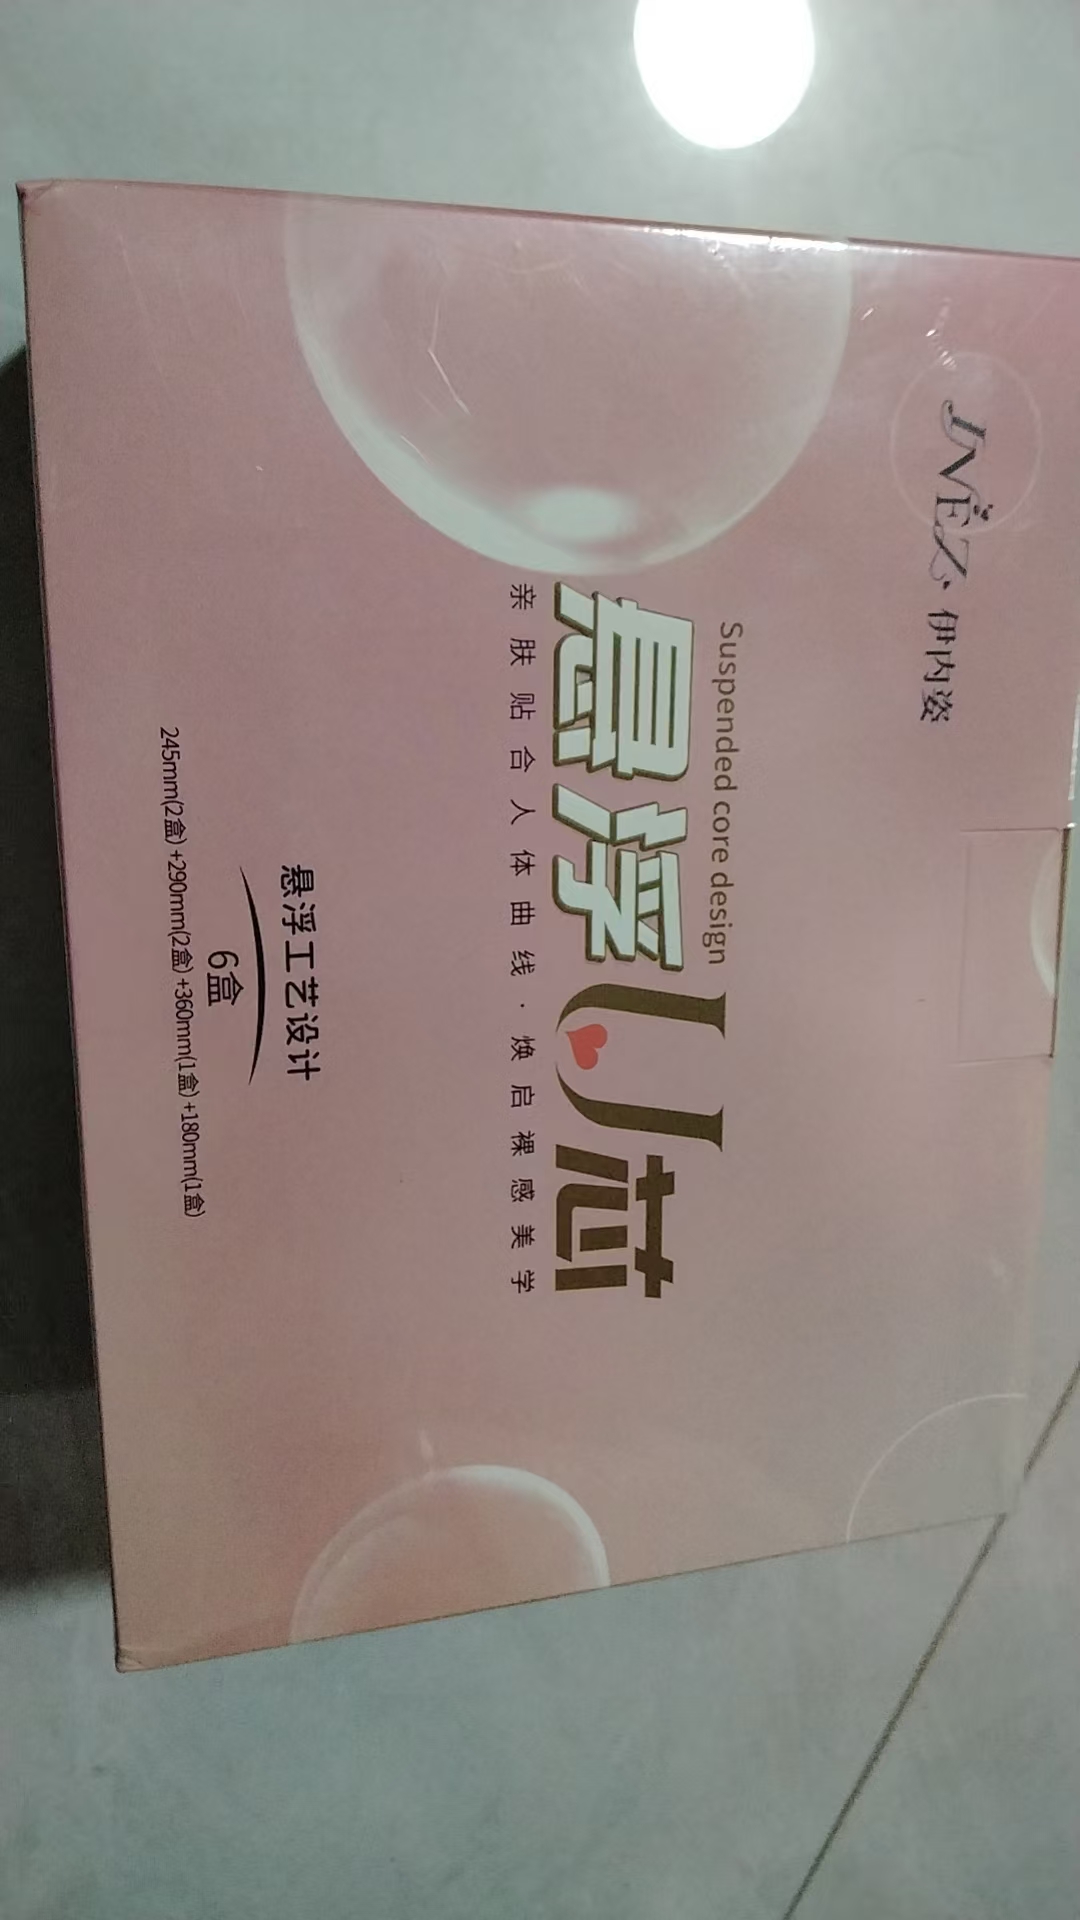 JNEZ 伊内姿
Suspended core design
悬浮U芯
亲肤贴合人体曲线·焕启裸感美学
悬浮工艺设计
6盒
245mm(2盒)+290mm(2盒)+360mm(1盒)+180mm(1盒)